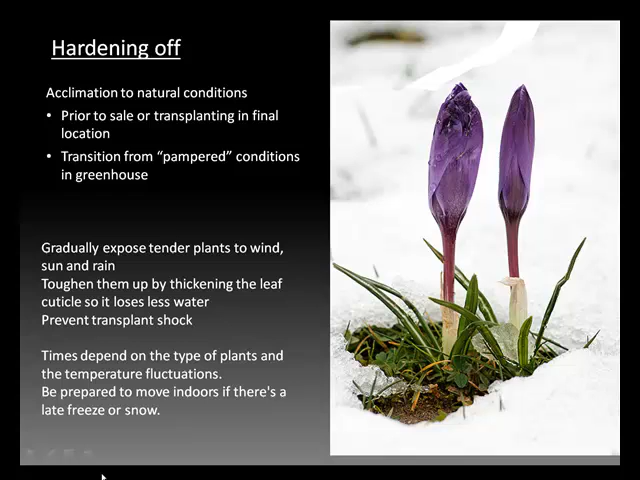 Hardening off
Acclimation to natural conditions
• Prior to sale or transplanting in final
location
• Transition from “pampered” conditions
in greenhouse
Gradually expose tender plants to wind,
sun and rain
Toughen them up by thickening the leaf
cuticle so it loses less water
Prevent transplant shock
Times depend on the type of plants and
the temperature fluctuations.
Be prepared to move indoors if there's a
late freeze or snow.